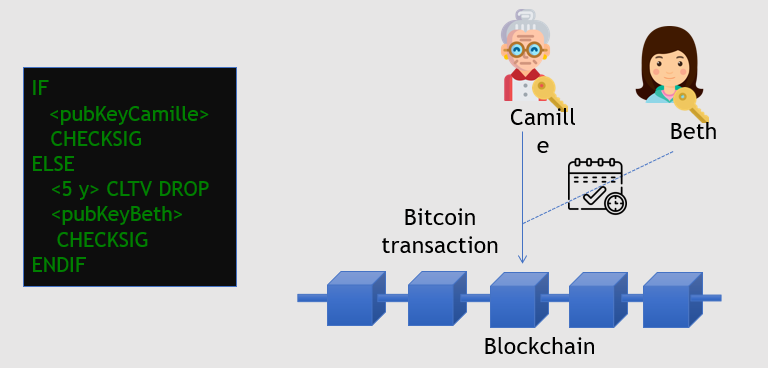 IF
<pubKeyCamille>
CHECKSIG
ELSE
<5 y> CLTV DROP
<pubKeyBeth>
CHECKSIG
ENDIF
Camill
e
Beth
Bitcoin
transaction
Blockchain